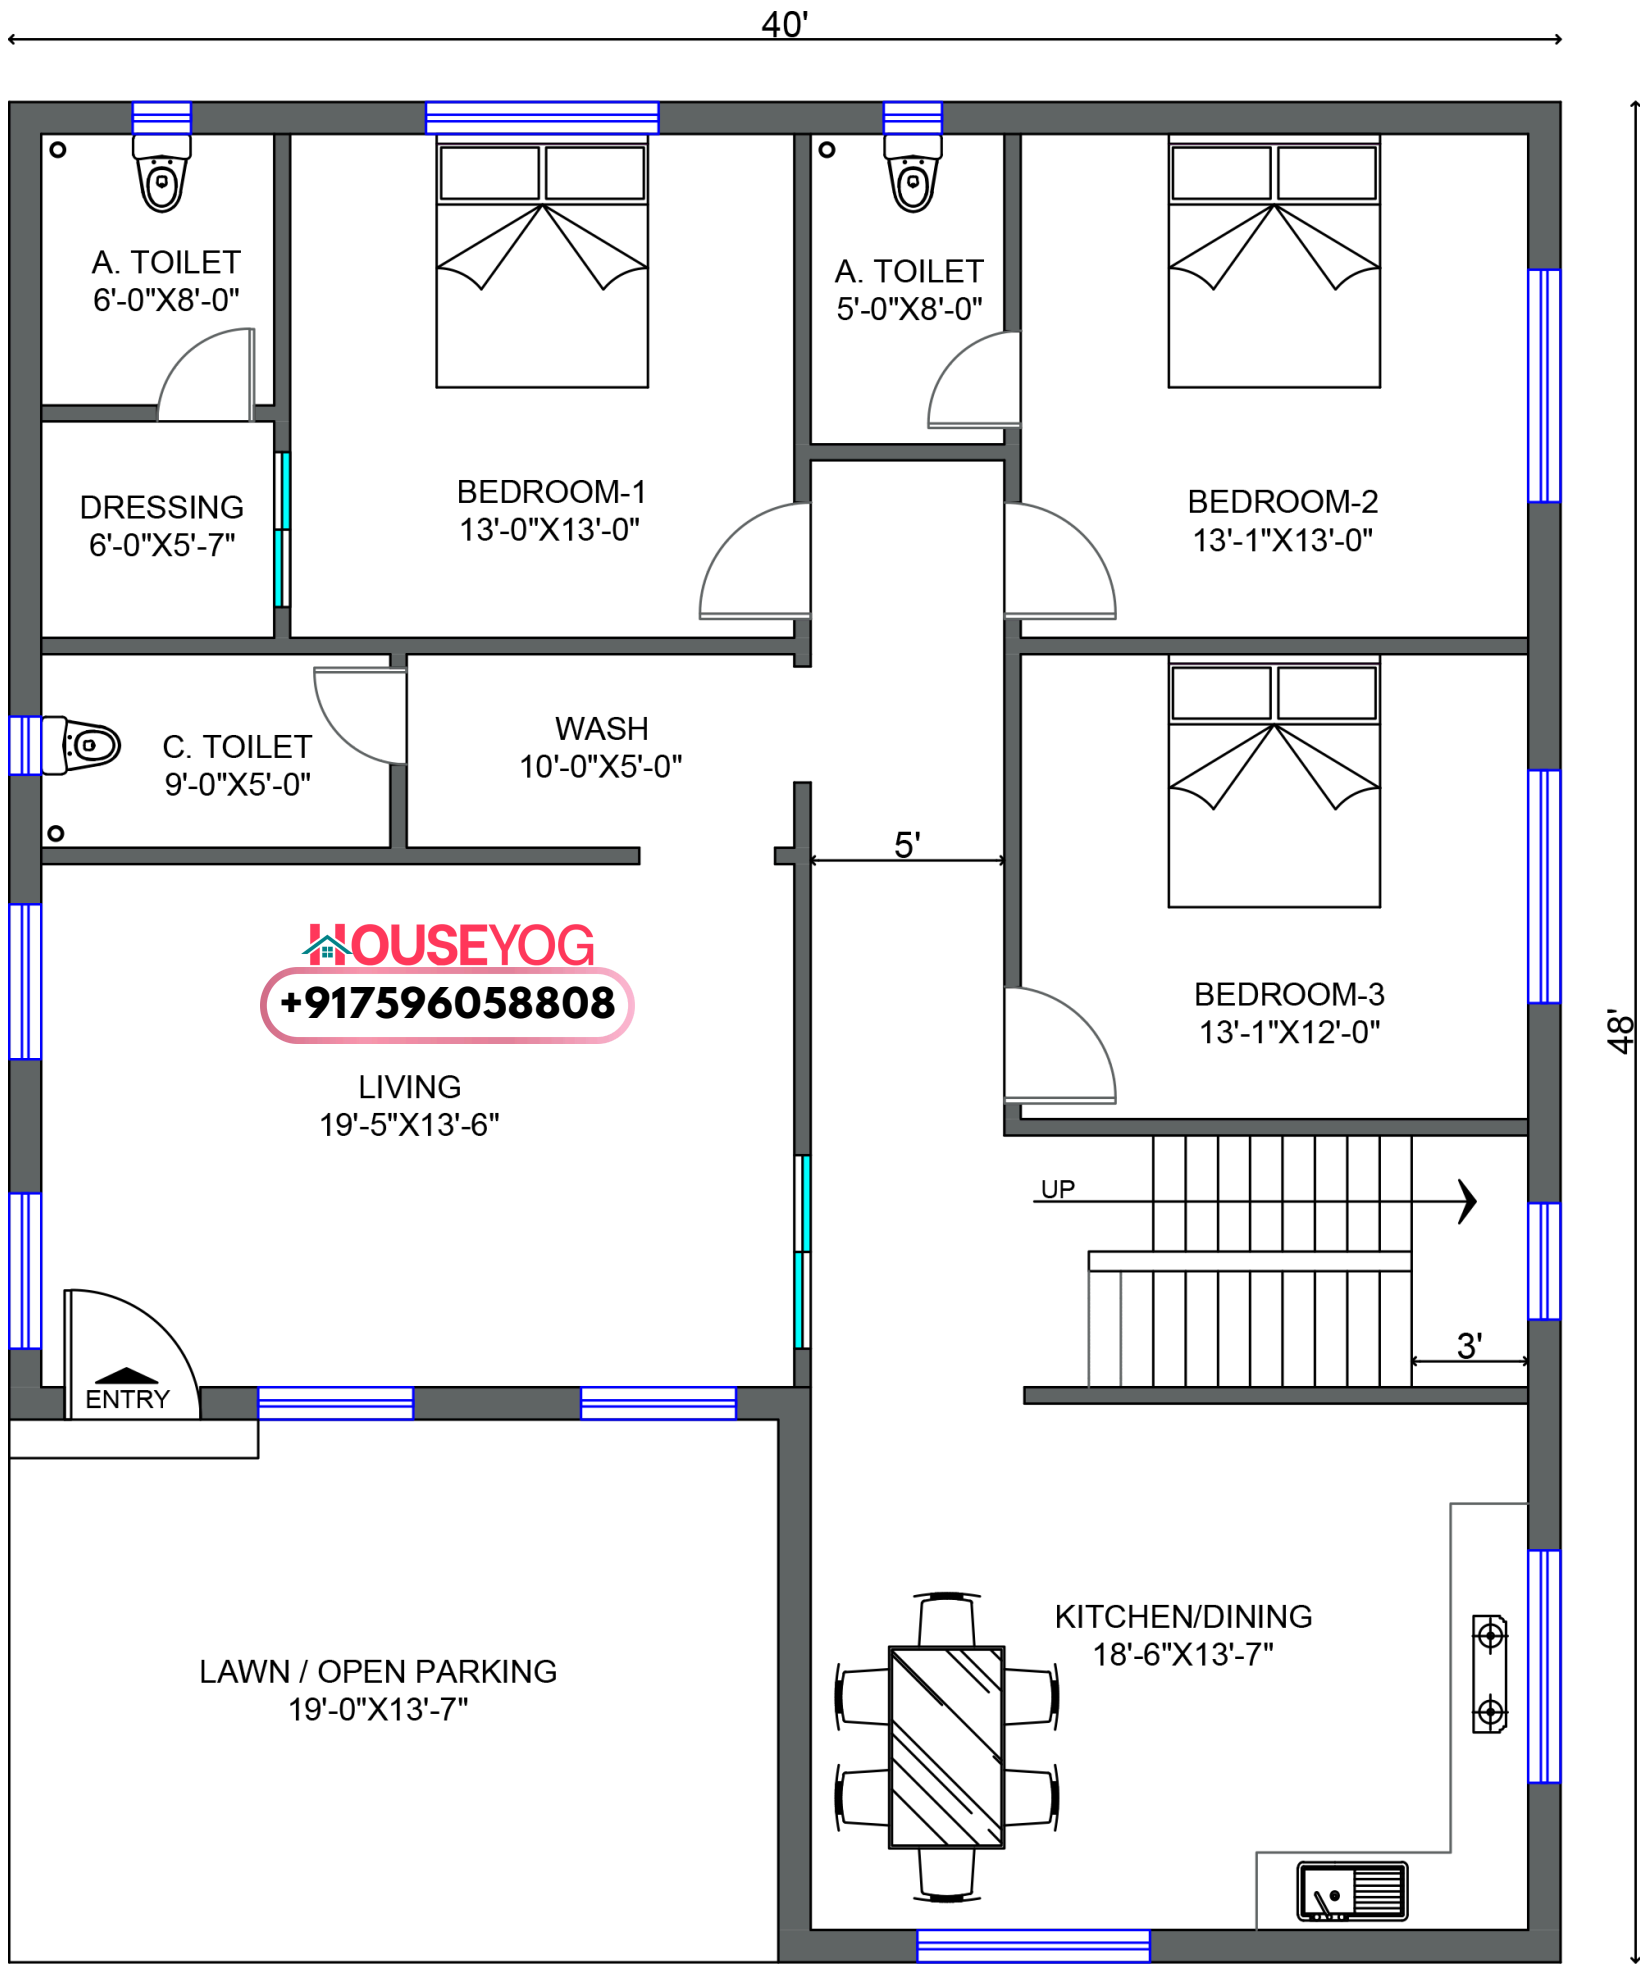 40'
A. TOILET
6'-0"X8'-0"
A. TOILET
5'-0"X8'-0"
DRESSING
6'-0"X5'-7"
BEDROOM-1
13'-0"X13'-0"
BEDROOM-2
13'-1"X13'-0"
C. TOILET
9'-0"X5'-0"
WASH
10'-0"X5'-0"
5'
HOUSEYOG
+917596058808
BEDROOM-3
13'-1"X12'-0"
48'
LIVING
19'-5"X13'-6"
UP
3'
ENTRY
KITCHEN/DINING
18'-6"X13'-7"
LAWN / OPEN PARKING
19'-0"X13'-7"